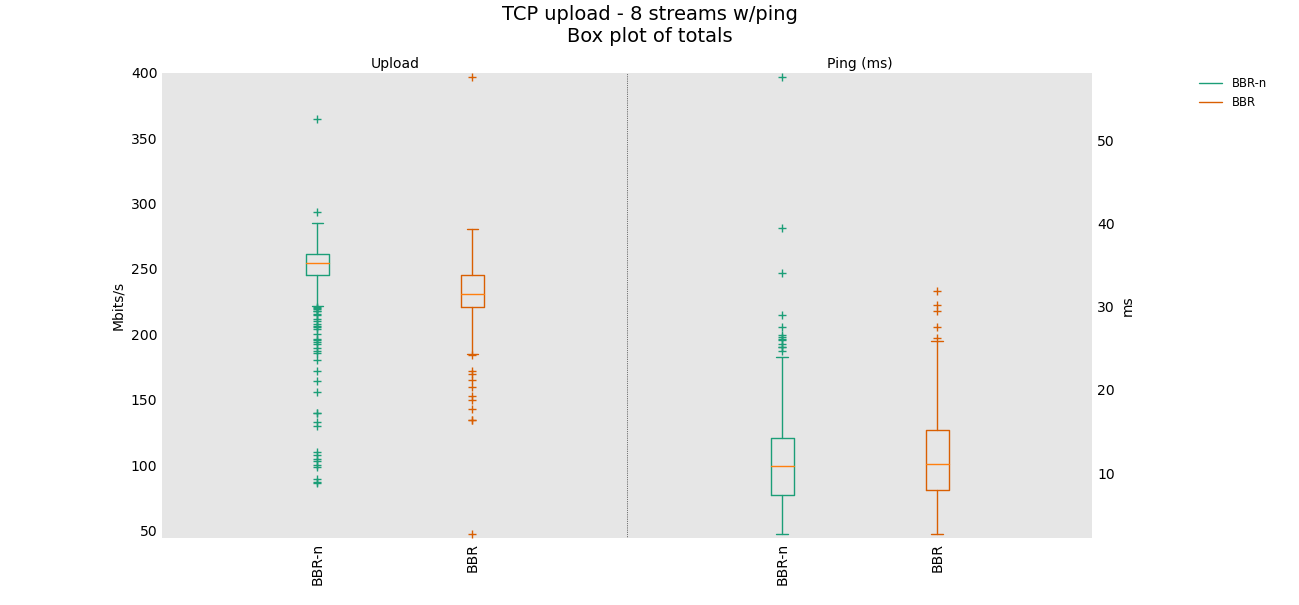 TCP upload - 8 streams w/ping
Box plot of totals
Upload
Ping (ms)
400
350
300
250
200
150
100
50
Mbits/s
50
40
30
20
10
ms
BBR-n
BBR
BBR-n
BBR
BBR-n
BBR